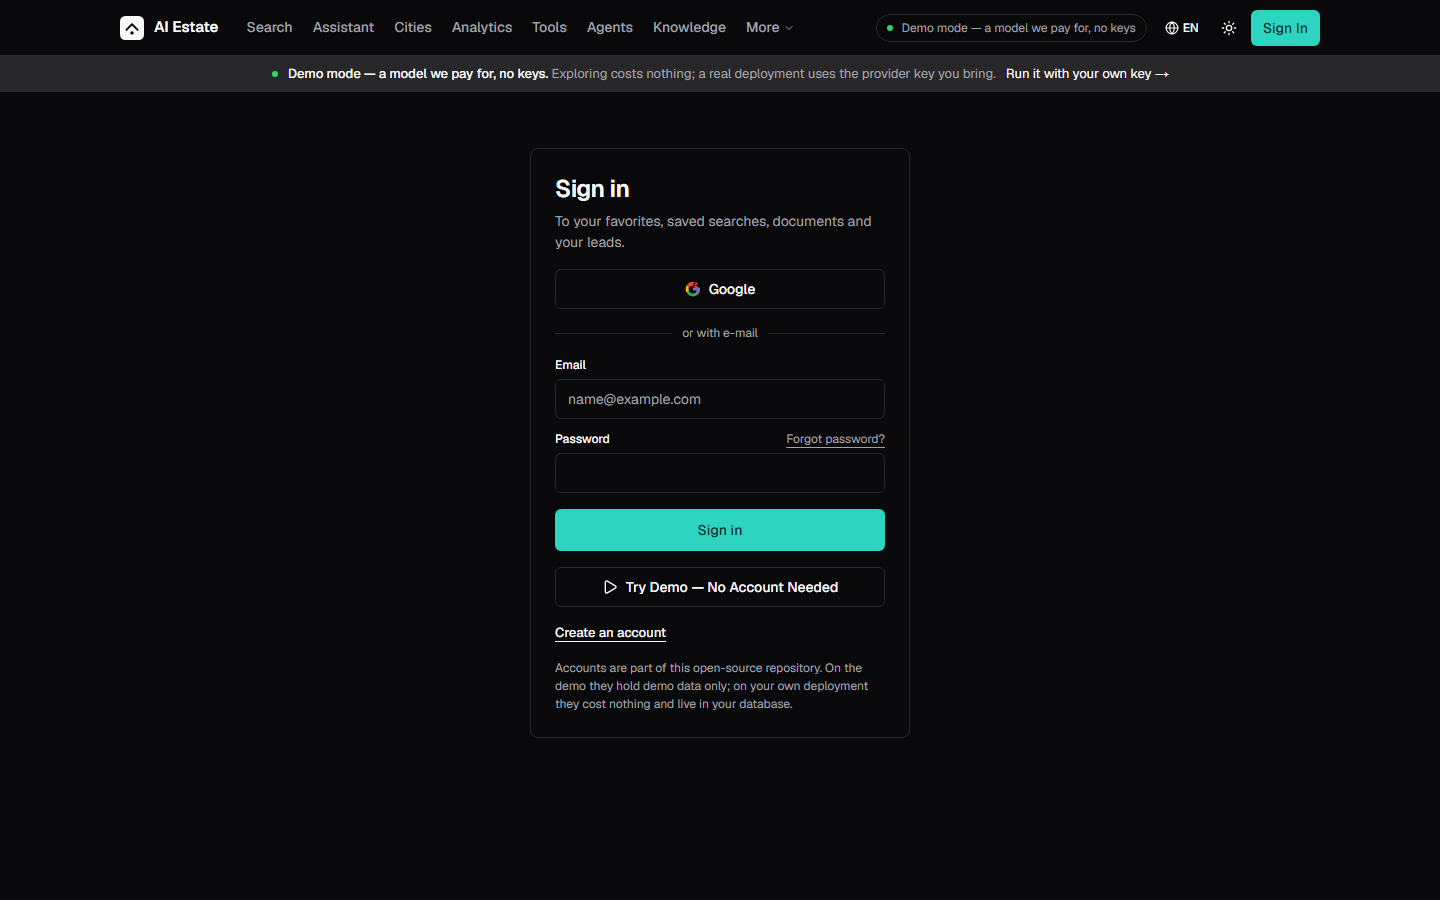 AI Estate Search Assistant Cities Analytics Tools Agents Knowledge More Demo mode — a model we pay for, no keys EN Sign In
Demo mode — a model we pay for, no keys. Exploring costs nothing; a real deployment uses the provider key you bring. Run it with your own key →
Sign in
To your favorites, saved searches, documents and
your leads.
Google
or with e-mail
Email
name@example.com
Password Forgot password?
Sign in
Try Demo — No Account Needed
Create an account
Accounts are part of this open-source repository. On the
demo they hold demo data only; on your own deployment
they cost nothing and live in your database.